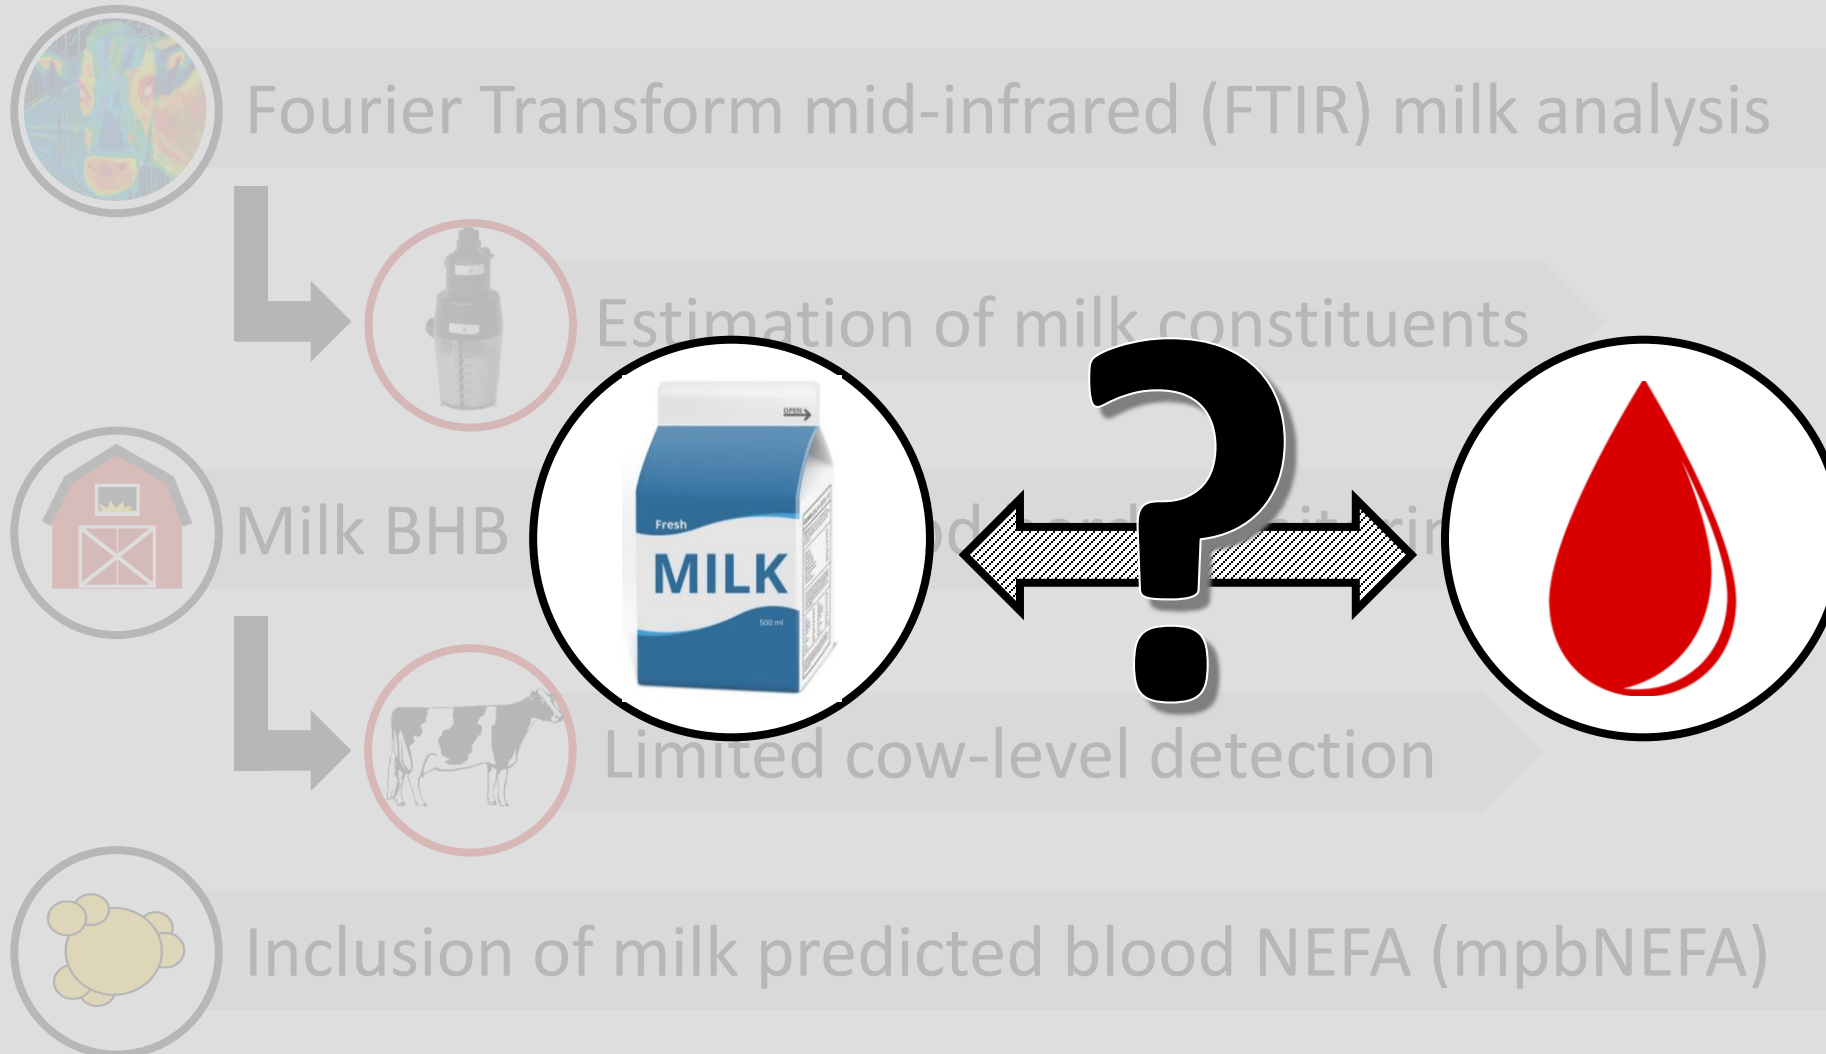 Fourier Transform mid-infrared (FTIR) milk analysis
Estimation of milk constituents
OPEN
Fresh
MILK
500 ml
Milk BHB
Limited cow-level detection
Inclusion of milk predicted blood NEFA (mpbNEFA)